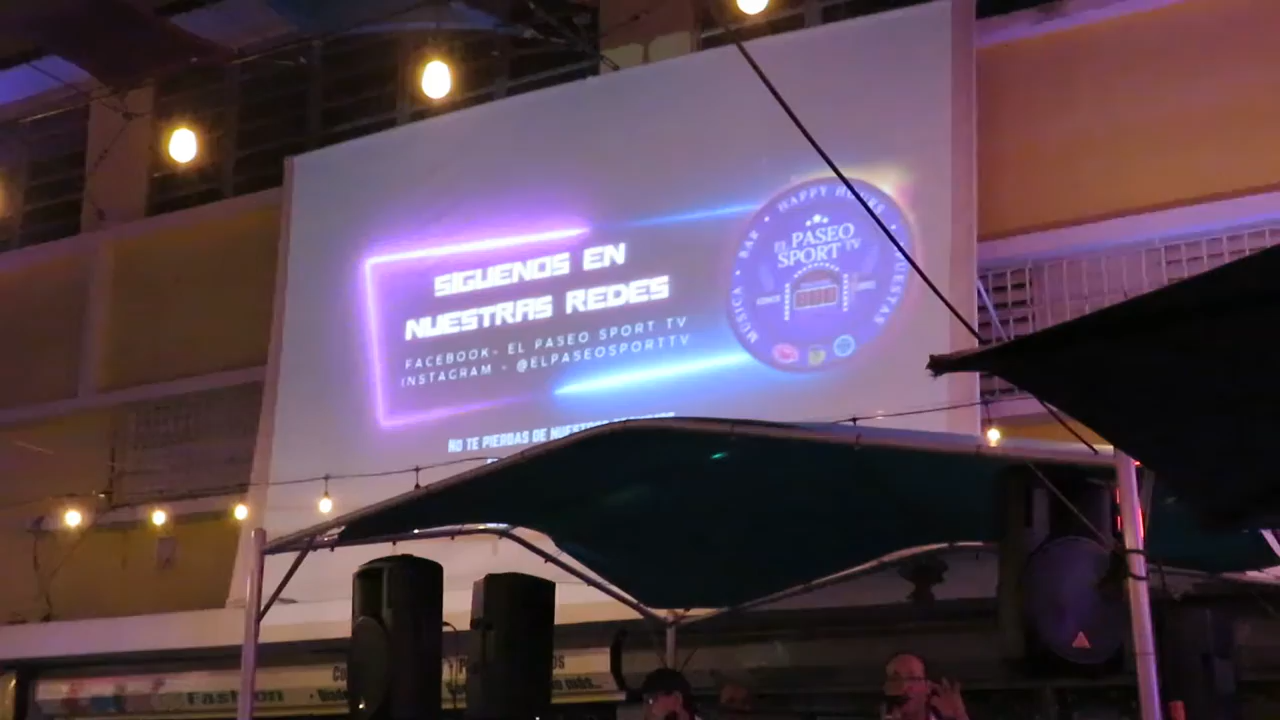 SIGUENOS EN
NUESTRAS REDES
FACEBOOK- EL PASEO SPORT TV
INSTAGRAM - @ELPASEOSPORTTV
NO TE PIERDAS DE
MUSICA • BAR • HAPPY HOURS
EL PASEO
SPORT TV
Fashion